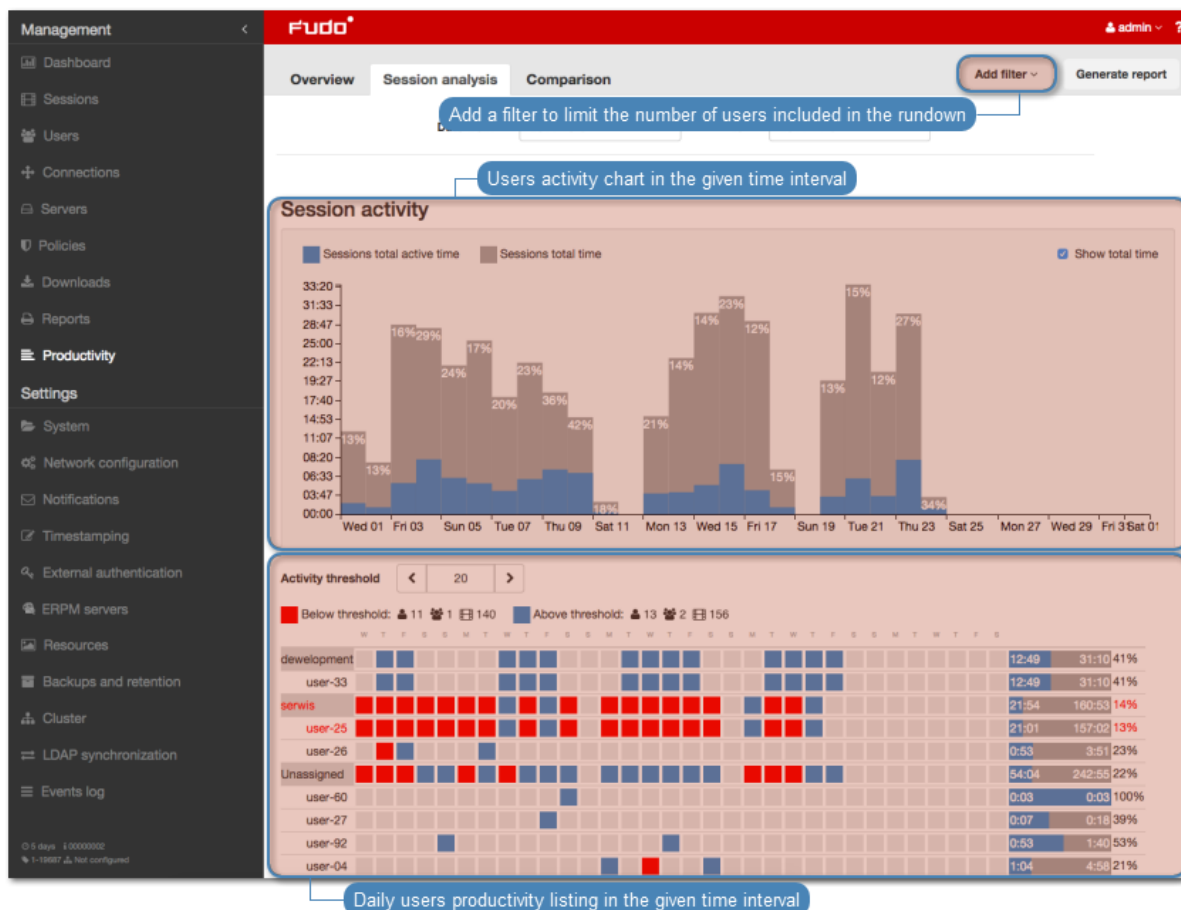 Management <
FUDO
admin
?
Dashboard
Sessions
Users
Connections
Servers
Policies
Downloads
Reports
Productivity
Settings
System
Network configuration
Notifications
Timestamping
External authentication
ERPM servers
Resources
Backups and retention
Cluster
LDAP synchronization
Events log
5 days 00000002
1-19687 Not configured
Overview Session analysis Comparison Add filter Generate report
Add a filter to limit the number of users included in the rundown
Users activity chart in the given time interval
Session activity
Sessions total active time Sessions total time Show total time
33:20
31:33
28:47
25:00
22:13
19:27
17:40
14:53
11:07
08:20
06:33
03:47
00:00
13% 13% 16% 29% 24% 17% 20% 23% 36% 42% 18% 21% 14% 14% 23% 12% 15% 13% 15% 12% 27% 34%
Wed 01 Fri 03 Sun 05 Tue 07 Thu 09 Sat 11 Mon 13 Wed 15 Fri 17 Sun 19 Tue 21 Thu 23 Sat 25 Mon 27 Wed 29 Fri 31 Sat 01
Activity threshold < 20 >
Below threshold: 11 1 140 Above threshold: 13 2 156
W T F S S M T W T F S S M T W T F S S M T W T F S S M T W T F S
dewelopment 12:49 31:10 41%
user-33 12:49 31:10 41%
serwis 21:54 160:53 14%
user-25 21:01 157:02 13%
user-26 0:53 3:51 23%
Unassigned 54:04 242:55 22%
user-60 0:03 0:03 100%
user-27 0:07 0:18 39%
user-92 0:53 1:40 53%
user-04 1:04 4:58 21%
Daily users productivity listing in the given time interval